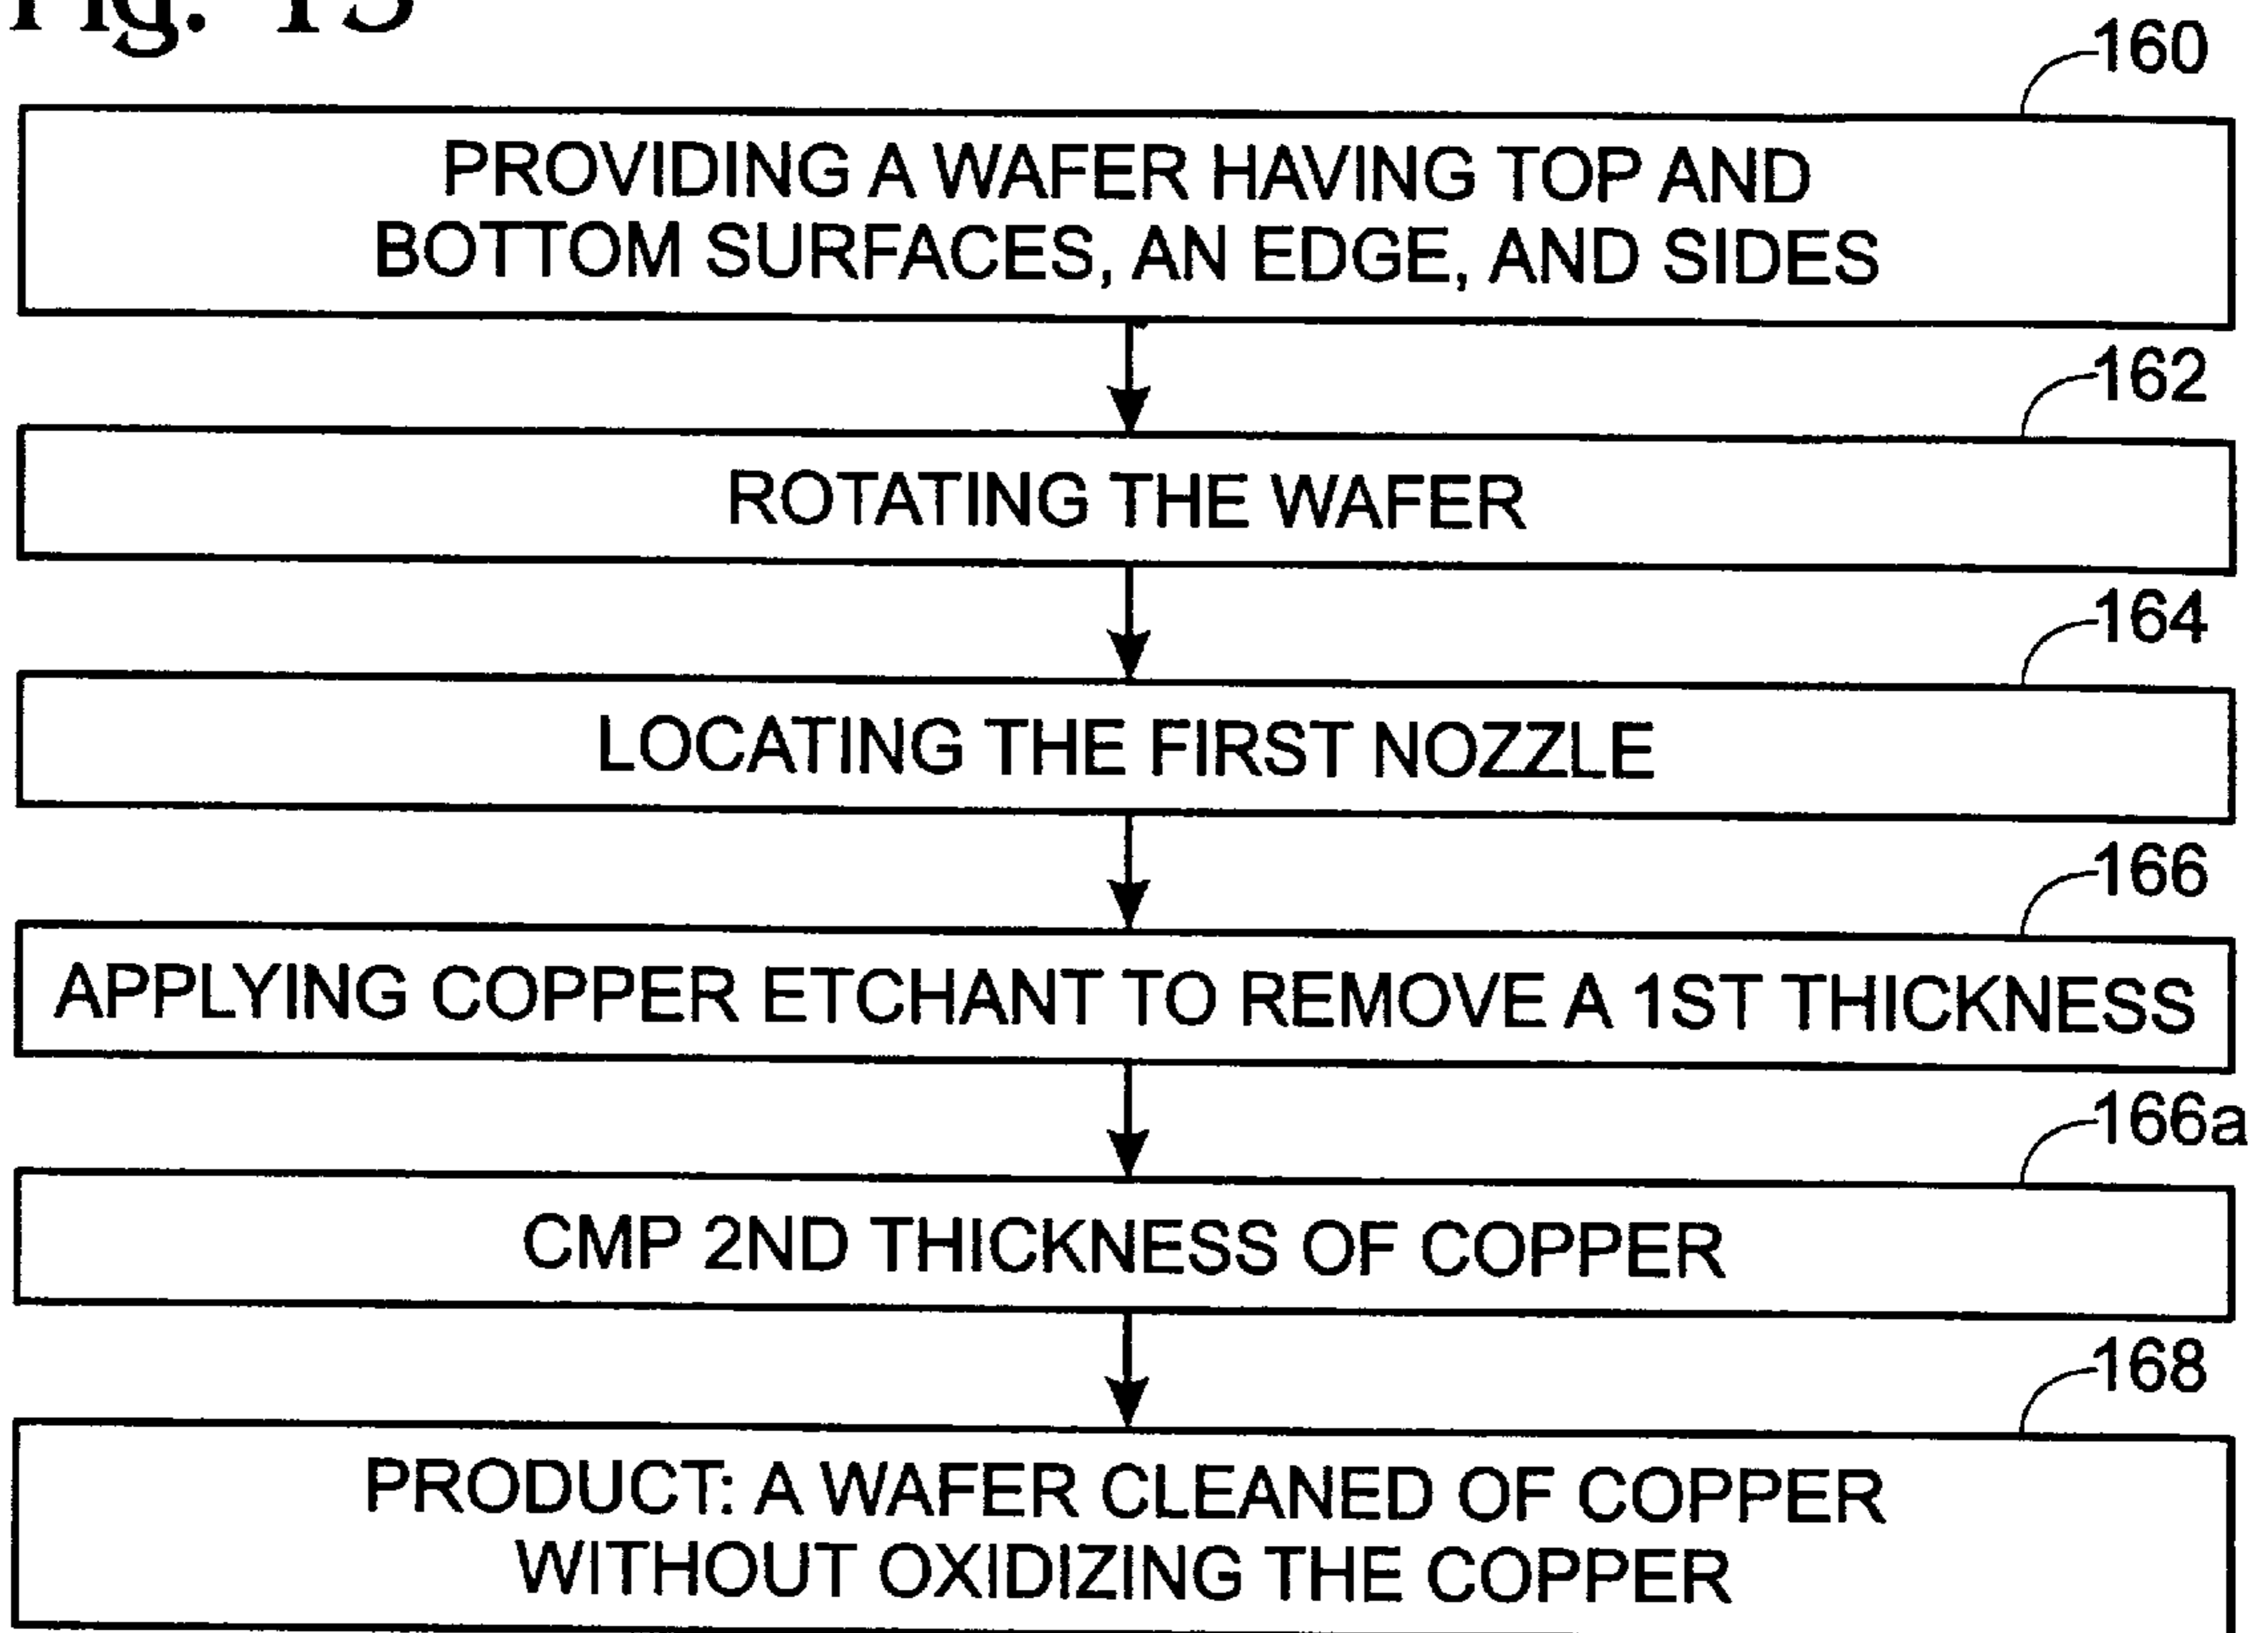 Fig. 13
160
PROVIDING A WAFER HAVING TOP AND
BOTTOM SURFACES, AN EDGE, AND SIDES
162
ROTATING THE WAFER
164
LOCATING THE FIRST NOZZLE
166
APPLYING COPPER ETCHANT TO REMOVE A 1ST THICKNESS
166a
CMP 2ND THICKNESS OF COPPER
168
PRODUCT: A WAFER CLEANED OF COPPER
WITHOUT OXIDIZING THE COPPER